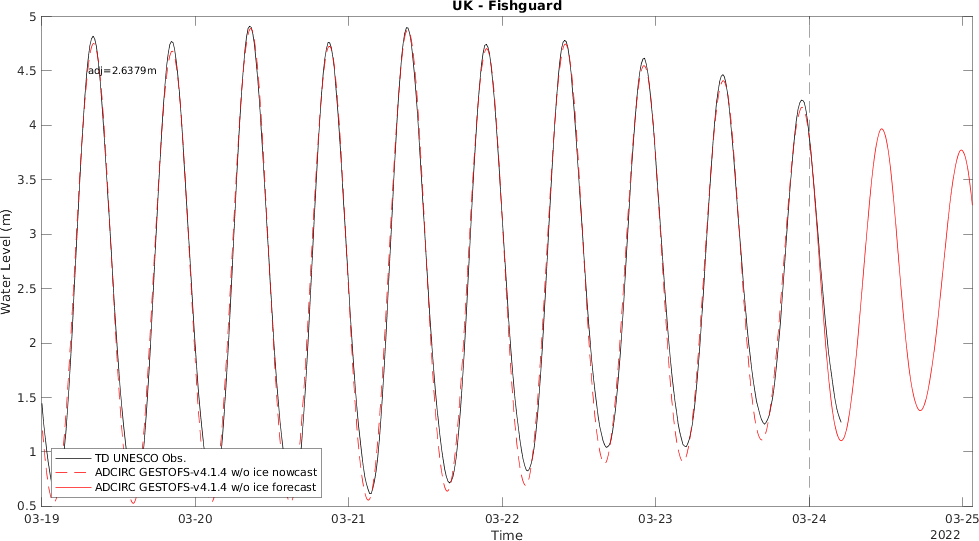 UK - Fishguard
5
4.5
4
3.5
3
2.5
2
1.5
1
0.5
Water Level (m)
adj=2.6379m
TD UNESCO Obs.
ADCIRC GESTOFS-v4.1.4 w/o ice nowcast
ADCIRC GESTOFS-v4.1.4 w/o ice forecast
03-19 03-20 03-21 03-22 03-23 03-24 03-25
Time
2022